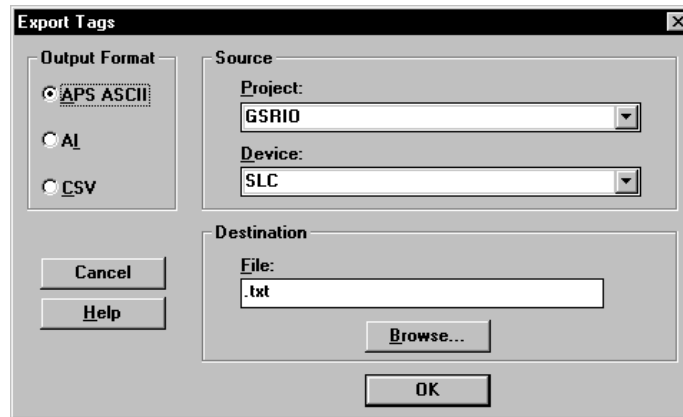 Export Tags
Output Format
APS ASCII
AI
CSV
Source
Project:
GSRIO
Device:
SLC
Destination
File:
.txt
Browse...
Cancel
Help
OK